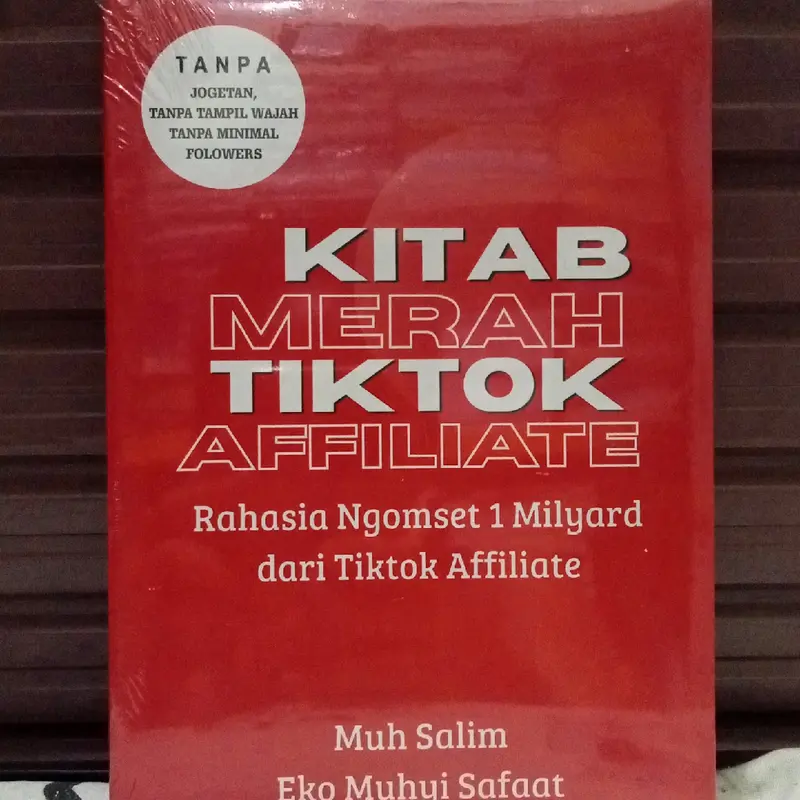 TANPA
JOGETAN,
TANPA TAMPIL WAJAH
TANPA MINIMAL
FOLOWERS
KITAB
MERAH
TIKTOK
AFFILIATE
Rahasia Ngomset 1 Milyard
dari Tiktok Affiliate
Muh Salim
Eko Muhyi Safaat